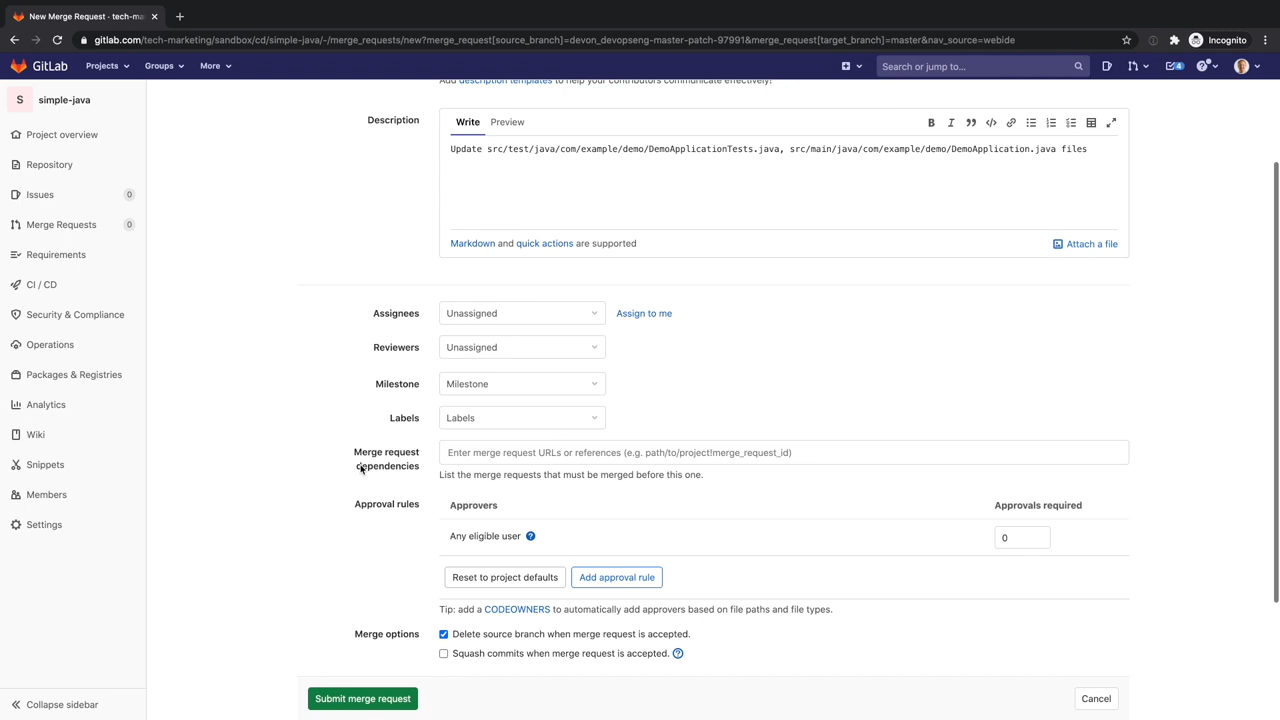 New Merge Request · tech-ma
gitlab.com/tech-marketing/sandbox/cd/simple-java/-/merge_requests/new?merge_request[source_branch]=devon_devopseng-master-patch-97991&merge_request[target_branch]=master&nav_source=webide
Incognito
GitLab
Projects
Groups
More
Search or jump to...
4
S
simple-java
Project overview
Repository
Issues 0
Merge Requests 0
Requirements
CI / CD
Security & Compliance
Operations
Packages & Registries
Analytics
Wiki
Snippets
Members
Settings
Collapse sidebar
Add description templates to help your contributors communicate effectively!
Description
Write Preview
Update src/test/java/com/example/demo/DemoApplicationTests.java, src/main/java/com/example/demo/DemoApplication.java files
Markdown and quick actions are supported
Attach a file
Assignees Unassigned Assign to me
Reviewers Unassigned
Milestone Milestone
Labels Labels
Merge request
dependencies
Enter merge request URLs or references (e.g. path/to/project!merge_request_id)
List the merge requests that must be merged before this one.
Approval rules
Approvers Approvals required
Any eligible user 0
Reset to project defaults
Add approval rule
Tip: add a CODEOWNERS to automatically add approvers based on file paths and file types.
Merge options
Delete source branch when merge request is accepted.
Squash commits when merge request is accepted.
Submit merge request
Cancel